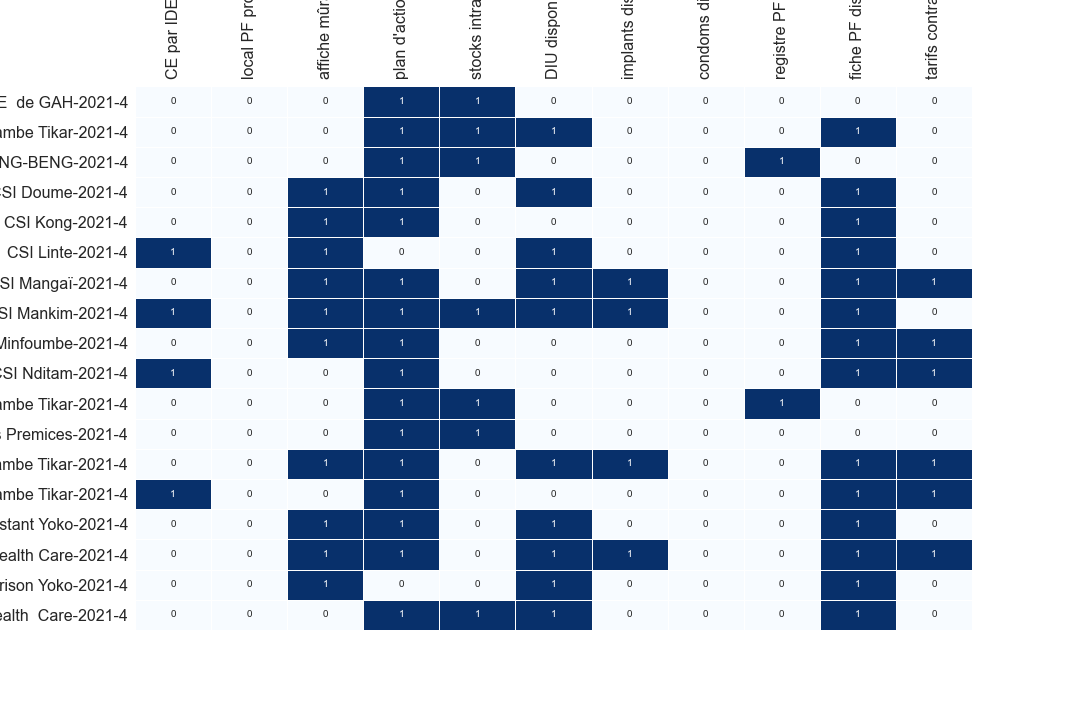 CE par IDE
local PF
plan d'actio
stocks
DIU
implants
condoms
registre PF
fiche PF
tarifs
de GAH-2021-4 0 0 0 1 1 0 0 0 0 0 0
Tikar-2021-4 0 0 0 1 1 1 0 0 0 1 0
NG-BENG-2021-4 0 0 0 1 1 0 0 0 1 0 0
CSI Doume-2021-4 0 0 1 1 0 1 0 0 0 1 0
CSI Kong-2021-4 0 0 1 1 0 0 0 0 0 1 0
CSI Linte-2021-4 1 0 1 0 0 1 0 0 0 1 0
SI Mangaï-2021-4 0 0 1 1 0 1 1 0 0 1 1
SI Mankim-2021-4 1 0 1 1 1 1 1 0 0 1 0
Minfoumbe-2021-4 0 0 1 1 0 0 0 0 0 1 1
CSI Nditam-2021-4 1 0 0 1 0 0 0 0 0 1 1
ambe Tikar-2021-4 0 0 0 1 1 0 0 0 1 0 0
Premices-2021-4 0 0 0 1 1 0 0 0 0 0 0
ambe Tikar-2021-4 0 0 1 1 0 1 1 0 0 1 1
ambe Tikar-2021-4 1 0 0 1 0 0 0 0 0 1 1
stant Yoko-2021-4 0 0 1 1 0 1 0 0 0 1 0
ealth Care-2021-4 0 0 1 1 0 1 1 0 0 1 1
rison Yoko-2021-4 0 0 1 0 0 1 0 0 0 1 0
ealth Care-2021-4 0 0 0 1 1 1 0 0 0 1 0